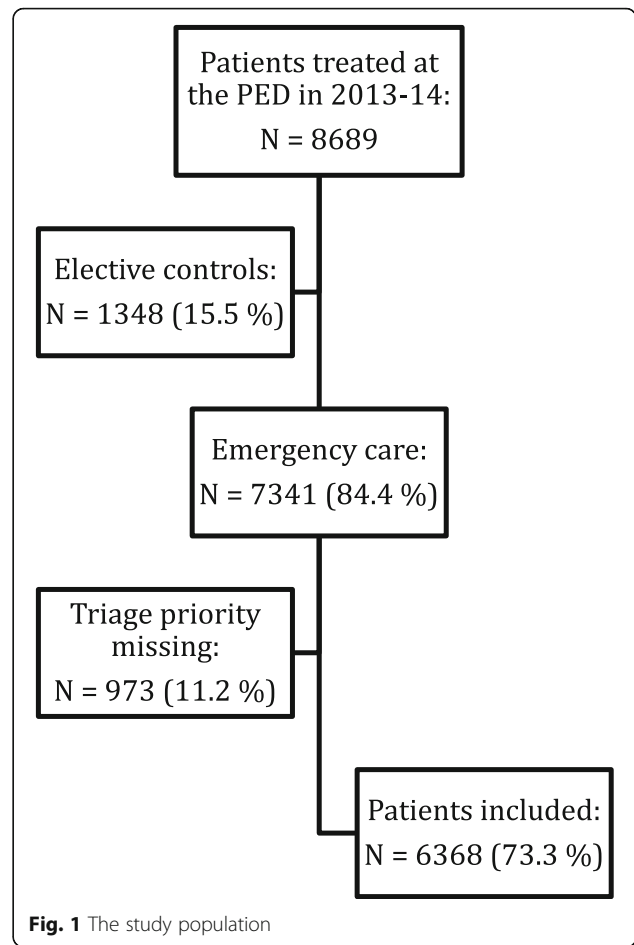 Patients treated at
the PED in 2013-14:
N = 8689
Elective controls:
N = 1348 (15.5 %)
Emergency care:
N = 7341 (84.4 %)
Triage priority
missing:
N = 973 (11.2 %)
Patients included:
N = 6368 (73.3 %)
Fig. 1 The study population